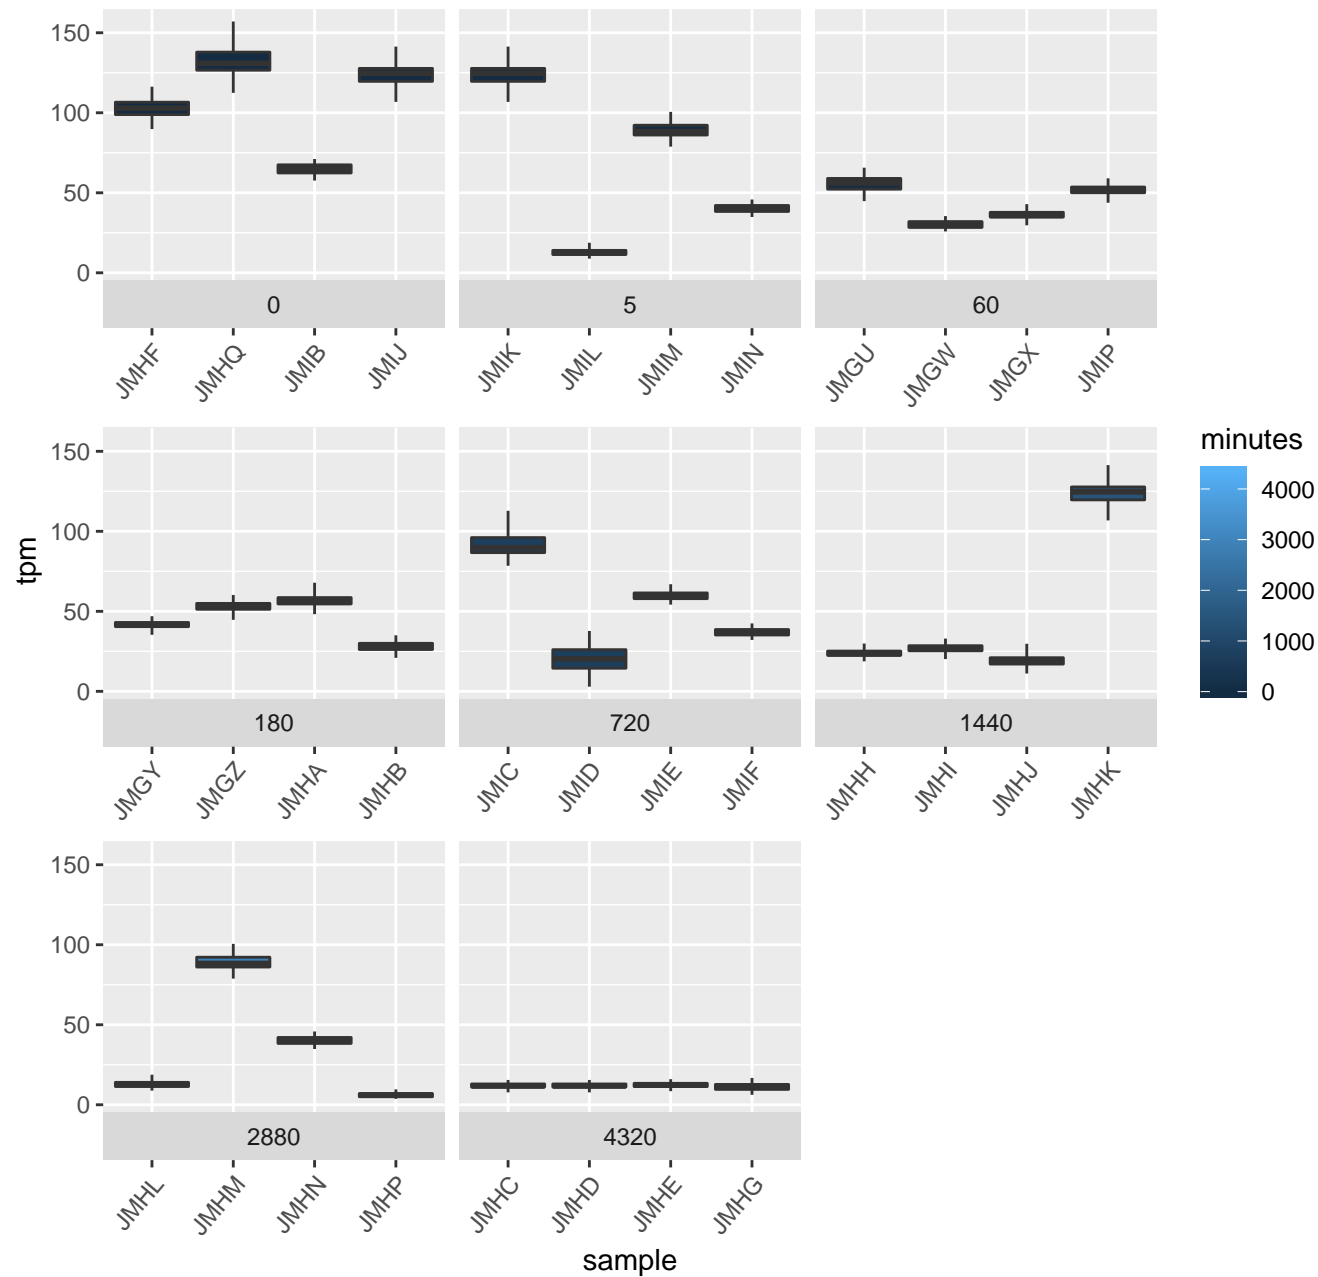 150
100
50
0
0
5
60
JMHF
JMHQ
JMIB
JMIJ
JMIK
JMIL
JMIM
JMIN
JMGU
JMGW
JMGX
JMIP
tpm
150
100
50
0
180
720
1440
JMGY
JMGZ
JMHA
JMHB
JMIC
JMID
JMIE
JMIF
JMHH
JMHI
JMHJ
JMHK
minutes
4000
3000
2000
1000
0
150
100
50
0
2880
4320
JMHL
JMHM
JMHN
JMHP
JMHC
JMHD
JMHE
JMHG
sample